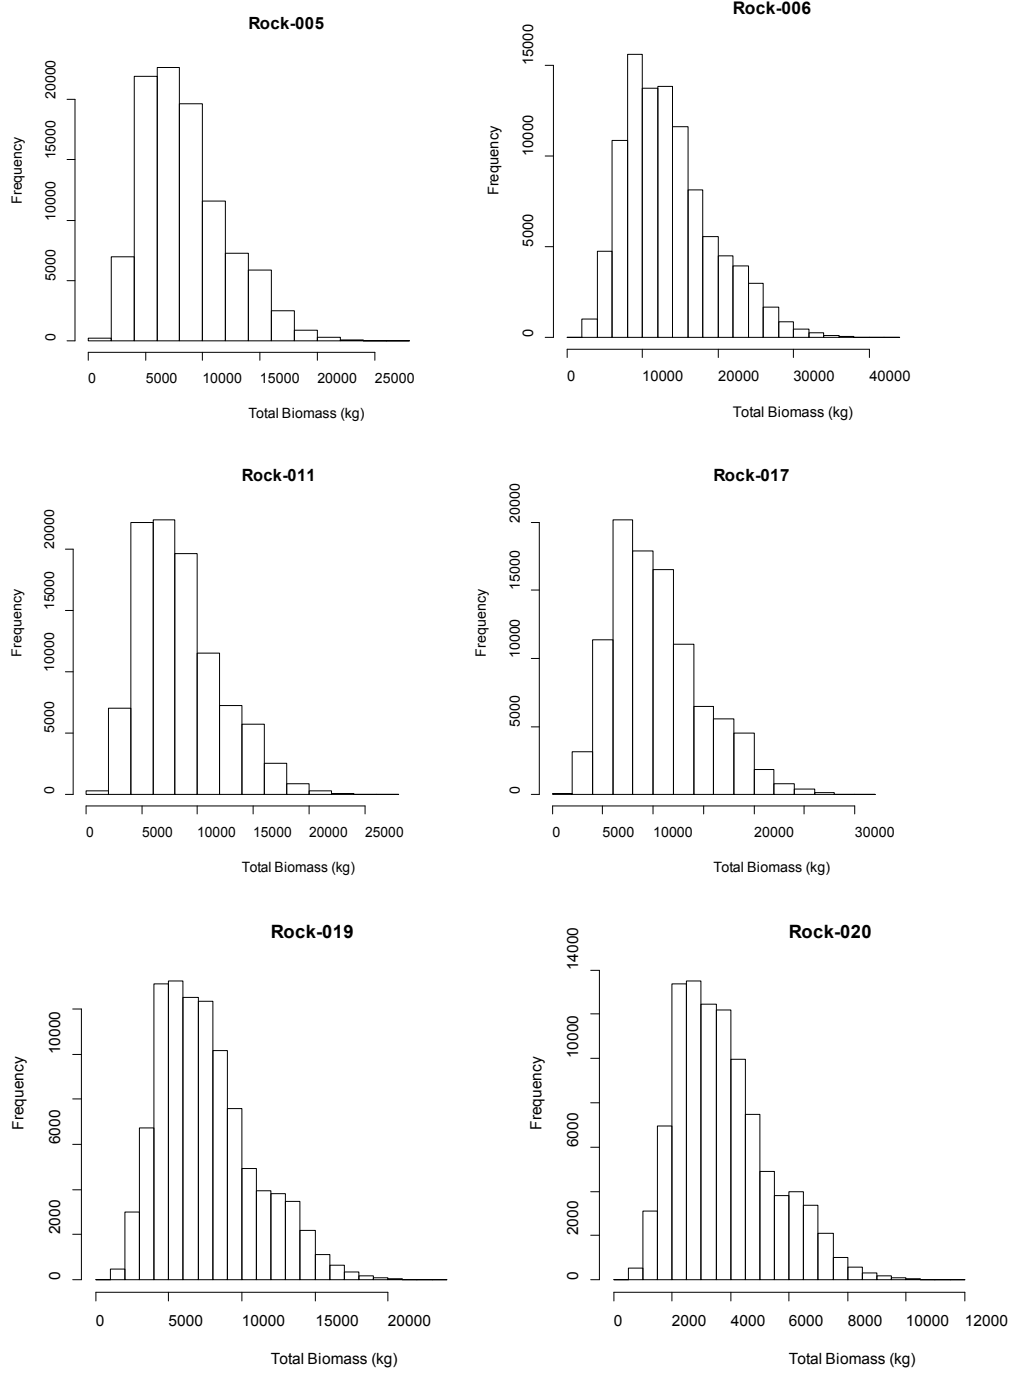 Rock-005
20000
15000
10000
5000
0
Frequency
0 5000 10000 15000 20000 25000
Total Biomass (kg)
Rock-006
15000
10000
5000
0
Frequency
0 10000 20000 30000 40000
Total Biomass (kg)
Rock-011
20000
15000
10000
5000
0
Frequency
0 5000 10000 15000 20000 25000
Total Biomass (kg)
Rock-017
20000
15000
10000
5000
0
Frequency
0 5000 10000 20000 30000
Total Biomass (kg)
Rock-019
10000
6000
2000
0
Frequency
0 5000 10000 20000
Total Biomass (kg)
Rock-020
14000
10000
6000
2000
0
Frequency
0 2000 4000 6000 8000 10000 12000
Total Biomass (kg)